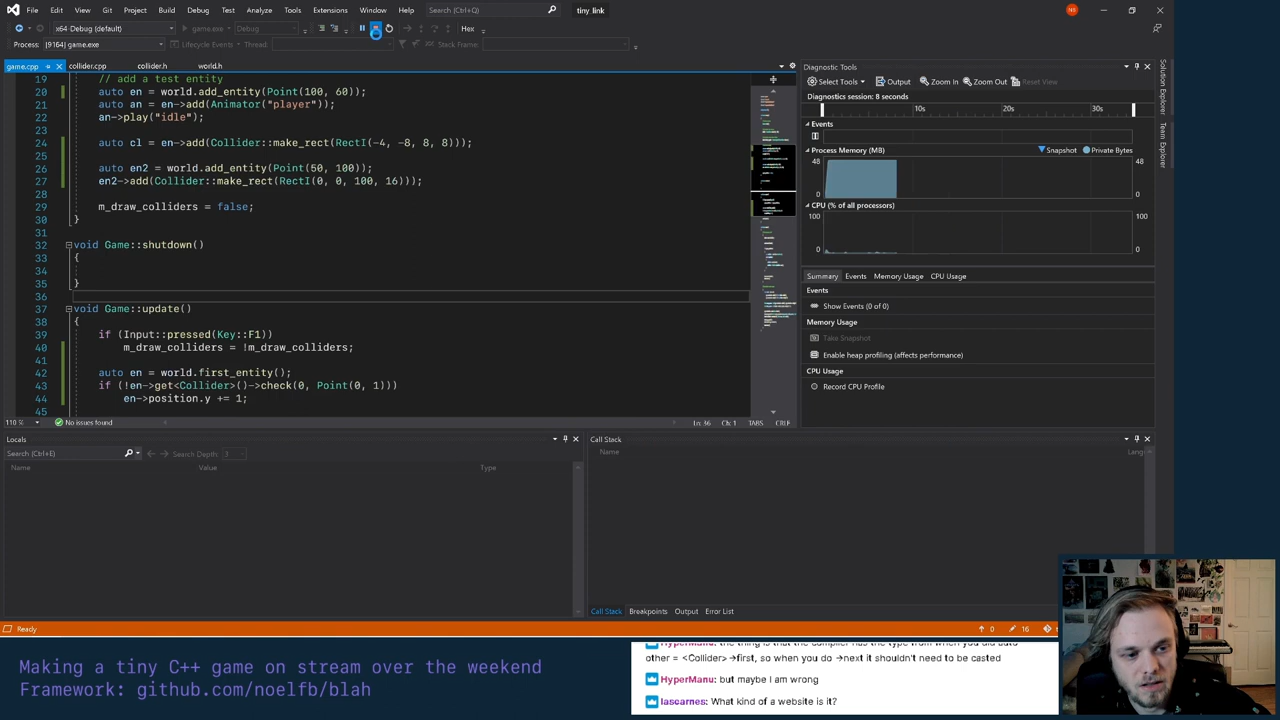 File Edit View Project Build Debug Test Analyze Tools Extensions Window Help Search (Ctrl+Q) tiny_link
x64-Debug (default) game.exe Debug Hex
Process: [9164] game.exe Lifecycle Events Thread: Stack Frame:
game.cpp collider.cpp collider.h world.h
19 // add a test entity
20 auto en = world.add_entity(Point(100, 60));
21 auto an = en->add(Animator("player"));
22 an->play("idle");
23
24 auto cl = en->add(Collider::make_rect(RectI(-4, -8, 8, 8)));
25
26 auto en2 = world.add_entity(Point(50, 80));
27 en2->add(Collider::make_rect(RectI(0, 0, 100, 16)));
28
29 m_draw_colliders = false;
30 }
31
32 void Game::shutdown()
33 {
34
35 }
36
37 void Game::update()
38 {
39 if (Input::pressed(Key::F1))
40 m_draw_colliders = !m_draw_colliders;
41
42 auto en = world.first_entity();
43 if (!en->get<Collider>()->check(0, Point(0, 1)))
44 en->position.y += 1;
45
110 % No issues found Ln: 36 Ch: 1 TABS CRLF
Diagnostic Tools
Select Tools Output Zoom In Zoom Out Reset View
Diagnostics session: 8 seconds
10s 20s 30s
Events
Process Memory (MB) Snapshot Private Bytes
48 48
0 0
CPU (% of all processors)
100 100
0 0
Summary Events Memory Usage CPU Usage
Events
Show Events (0 of 0)
Memory Usage
Take Snapshot
Enable heap profiling (affects performance)
CPU Usage
Record CPU Profile
Solution Explorer
Team Explorer
Locals
Search (Ctrl+E) Search Depth: 3
Name Value Type
Call Stack
Name Lang
Call Stack Breakpoints Output Error List
Ready 0 16
Making a tiny C++ game on stream over the weekend
Framework: github.com/noelfb/blah
HyperManu: the thing is that the compiler has the type from when you did auto
other = <Collider> ->first, so when you do ->next it shouldn't need to be casted
HyperManu: but maybe I am wrong
lascarnes: What kind of a website is it?